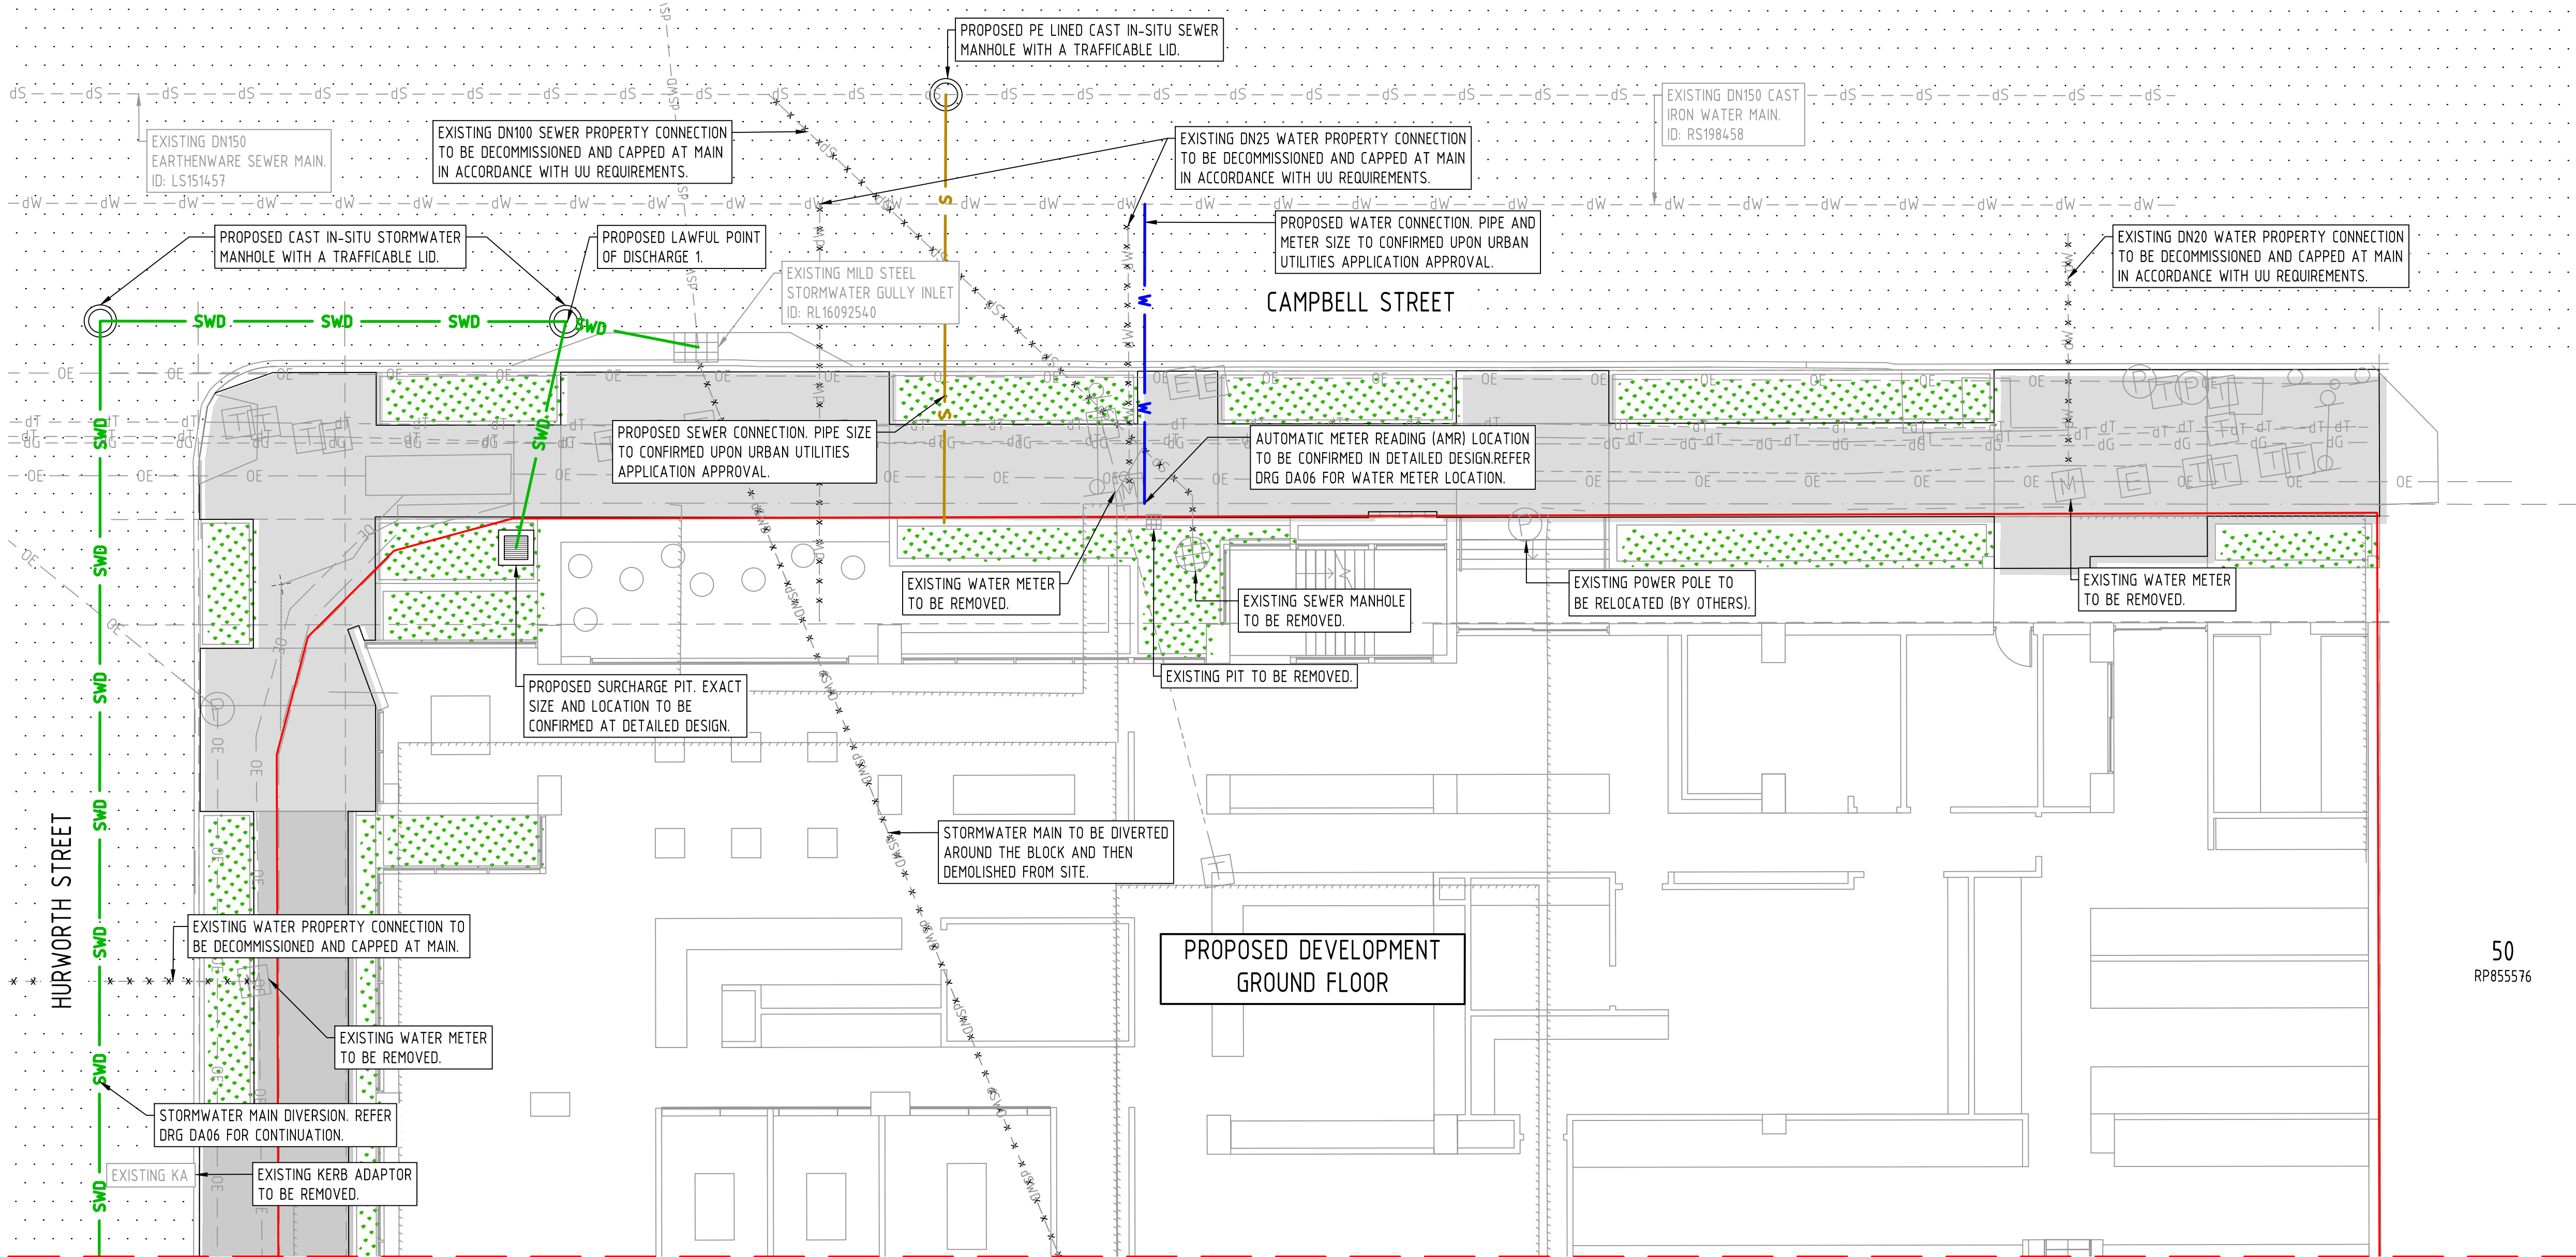 PROPOSED PE LINED CAST IN-SITU SEWER
MANHOLE WITH A TRAFFICABLE LID.
EXISTING DN150
EARTHENWARE SEWER MAIN.
ID: LS151457
EXISTING DN100 SEWER PROPERTY CONNECTION
TO BE DECOMMISSIONED AND CAPPED AT MAIN
IN ACCORDANCE WITH UU REQUIREMENTS.
EXISTING DN25 WATER PROPERTY CONNECTION
TO BE DECOMMISSIONED AND CAPPED AT MAIN
IN ACCORDANCE WITH UU REQUIREMENTS.
EXISTING DN150 CAST
IRON WATER MAIN.
ID: RS198458
PROPOSED CAST IN-SITU STORMWATER
MANHOLE WITH A TRAFFICABLE LID.
PROPOSED LAWFUL POINT
OF DISCHARGE 1.
EXISTING MILD STEEL
STORMWATER GULLY INLET
ID: RL16092540
PROPOSED WATER CONNECTION. PIPE AND
METER SIZE TO CONFIRMED UPON URBAN
UTILITIES APPLICATION APPROVAL.
EXISTING DN20 WATER PROPERTY CONNECTION
TO BE DECOMMISSIONED AND CAPPED AT MAIN
IN ACCORDANCE WITH UU REQUIREMENTS.
CAMPBELL STREET
SWD SWD SWD SWD
PROPOSED SEWER CONNECTION. PIPE SIZE
TO CONFIRMED UPON URBAN UTILITIES
APPLICATION APPROVAL.
AUTOMATIC METER READING (AMR) LOCATION
TO BE CONFIRMED IN DETAILED DESIGN.REFER
DRG DA06 FOR WATER METER LOCATION.
EXISTING WATER METER
TO BE REMOVED.
EXISTING SEWER MANHOLE
TO BE REMOVED.
EXISTING POWER POLE TO
BE RELOCATED (BY OTHERS).
EXISTING WATER METER
TO BE REMOVED.
EXISTING PIT TO BE REMOVED.
PROPOSED SURCHARGE PIT. EXACT
SIZE AND LOCATION TO BE
CONFIRMED AT DETAILED DESIGN.
STORMWATER MAIN TO BE DIVERTED
AROUND THE BLOCK AND THEN
DEMOLISHED FROM SITE.
HURWORTH STREET
EXISTING WATER PROPERTY CONNECTION TO
BE DECOMMISSIONED AND CAPPED AT MAIN.
PROPOSED DEVELOPMENT
GROUND FLOOR
50
RP855576
EXISTING WATER METER
TO BE REMOVED.
STORMWATER MAIN DIVERSION. REFER
DRG DA06 FOR CONTINUATION.
EXISTING KA
EXISTING KERB ADAPTOR
TO BE REMOVED.